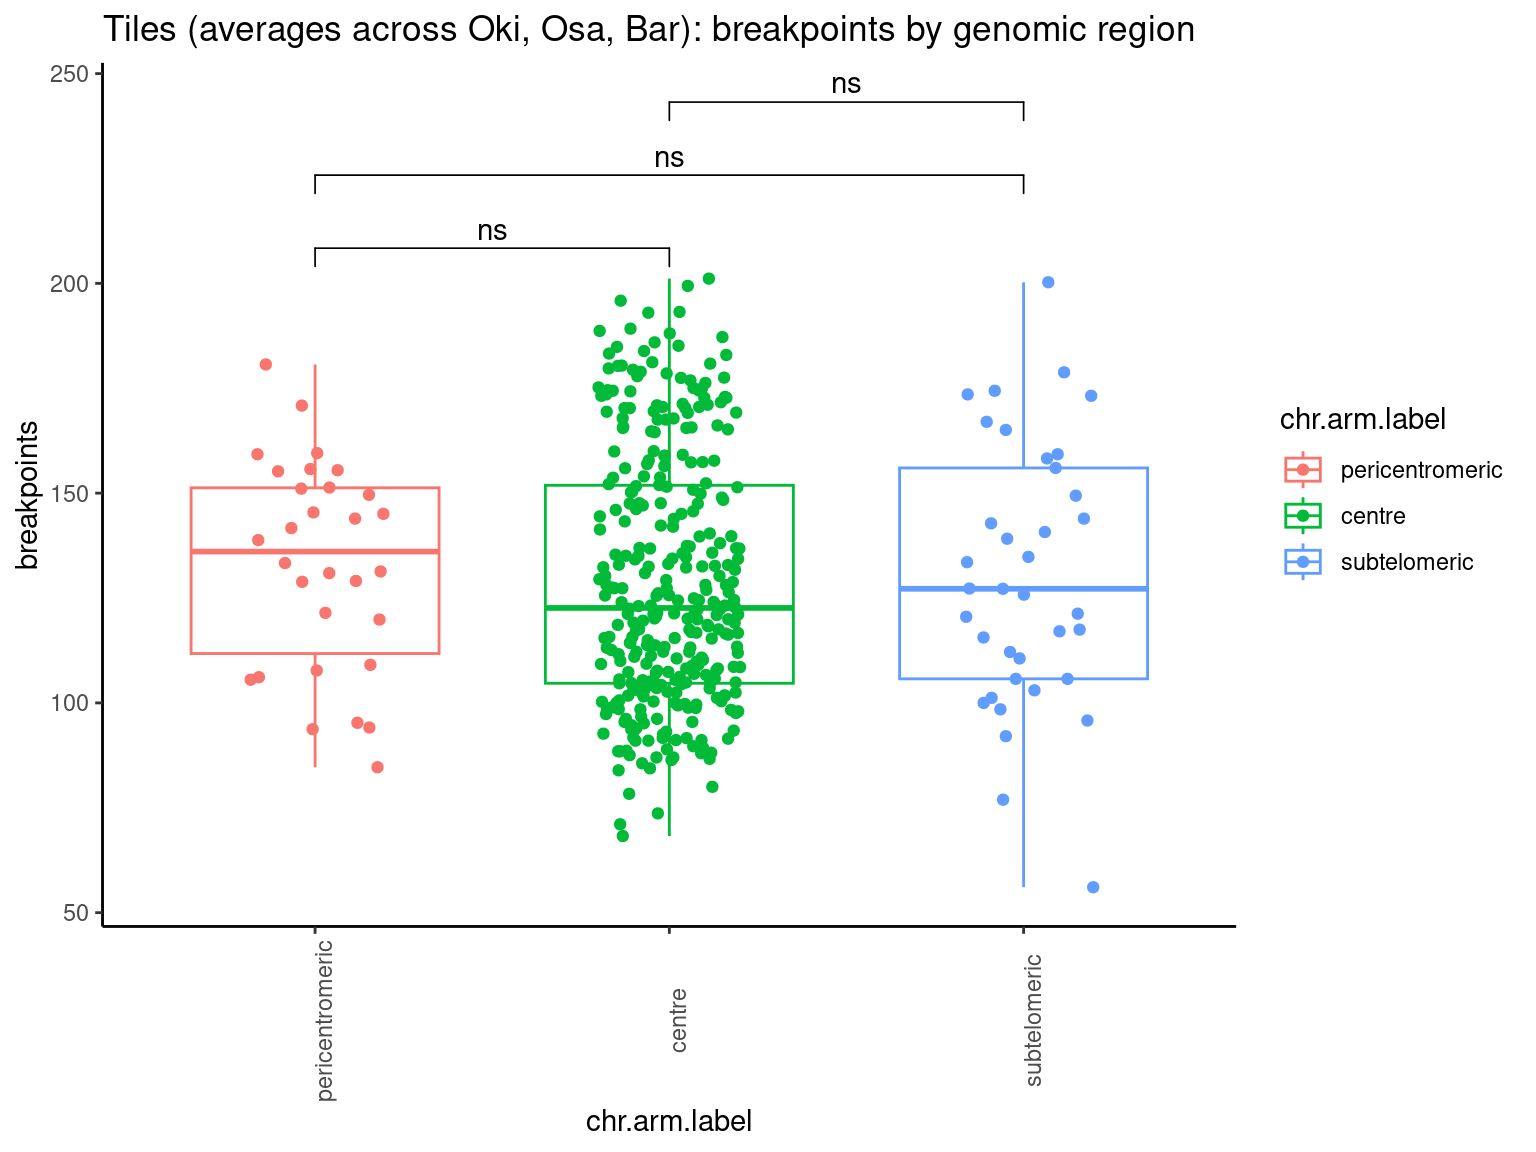 Tiles (averages across Oki, Osa, Bar): breakpoints by genomic region
250
200
150
100
50
breakpoints
ns
ns
ns
pericentromeric
centre
subtelomeric
chr.arm.label
chr.arm.label
pericentromeric
centre
subtelomeric